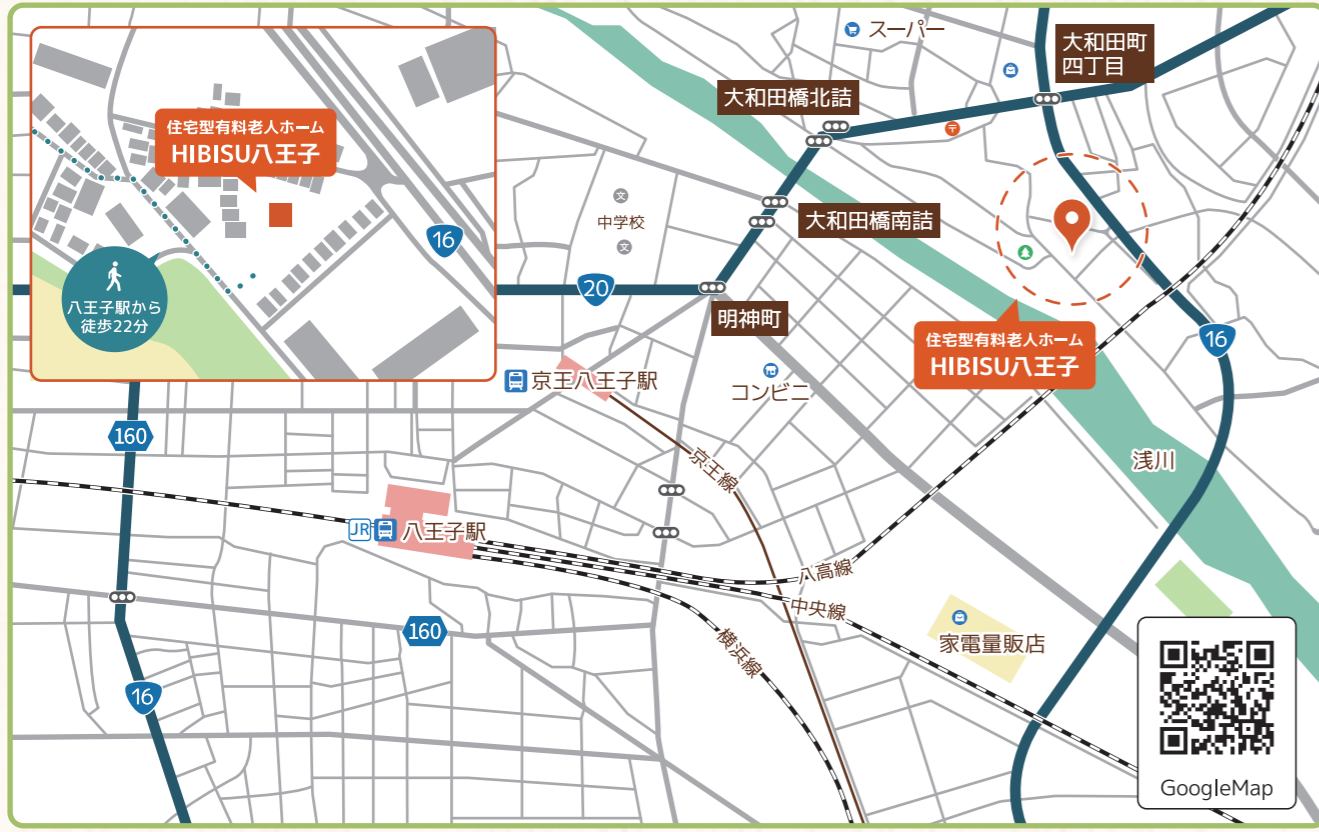 スーパー
大和田町
四丁目
大和田橋北詰
〒
住宅型有料老人ホーム
HIBISU八王子
文
中学校
文
大和田橋南詰
16
八王子駅から
徒歩22分
20
明神町
16
住宅型有料老人ホーム
HIBISU八王子
京王八王子駅
コンビニ
160
京王線
浅川
JR
八王子駅
八高線
中央線
160
横浜線
家電量販店
16
GoogleMap